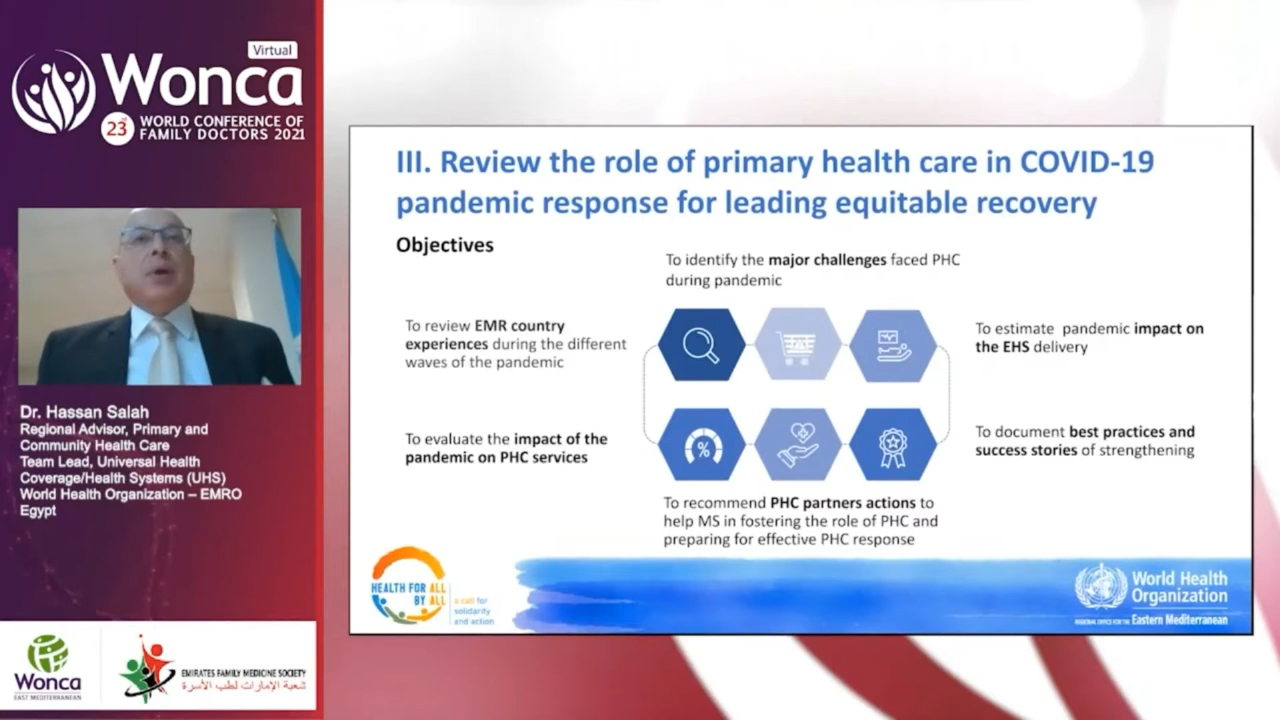 Virtual
Wonca
23rd WORLD CONFERENCE OF
FAMILY DOCTORS 2021
Dr. Hassan Salah
Regional Advisor, Primary and
Community Health Care
Team Lead, Universal Health
Coverage/Health Systems (UHS)
World Health Organization – EMRO
Egypt
Wonca
EAST MEDITERRANEAN
EMIRATES FAMILY MEDICINE SOCIETY
شعبة الإمارات لطب الأسرة
III. Review the role of primary health care in COVID-19
pandemic response for leading equitable recovery
Objectives
To identify the major challenges faced PHC
during pandemic
To review EMR country
experiences during the different
waves of the pandemic
To estimate pandemic impact on
the EHS delivery
%
To evaluate the impact of the
pandemic on PHC services
To document best practices and
success stories of strengthening
To recommend PHC partners actions to
help MS in fostering the role of PHC and
preparing for effective PHC response
HEALTH FOR ALL
BY ALL
a call for
solidarity
and action
World Health
Organization
REGIONAL OFFICE FOR THE Eastern Mediterranean